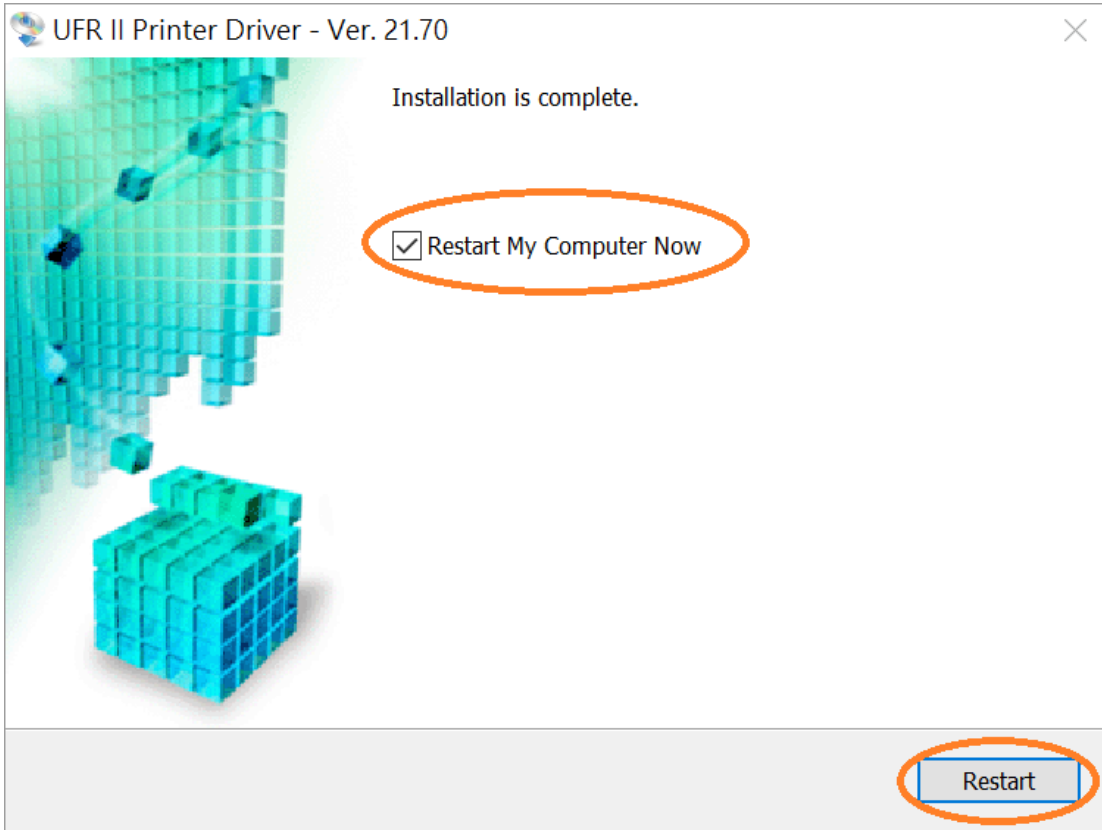 UFR II Printer Driver - Ver. 21.70
Installation is complete.
Restart My Computer Now
Restart